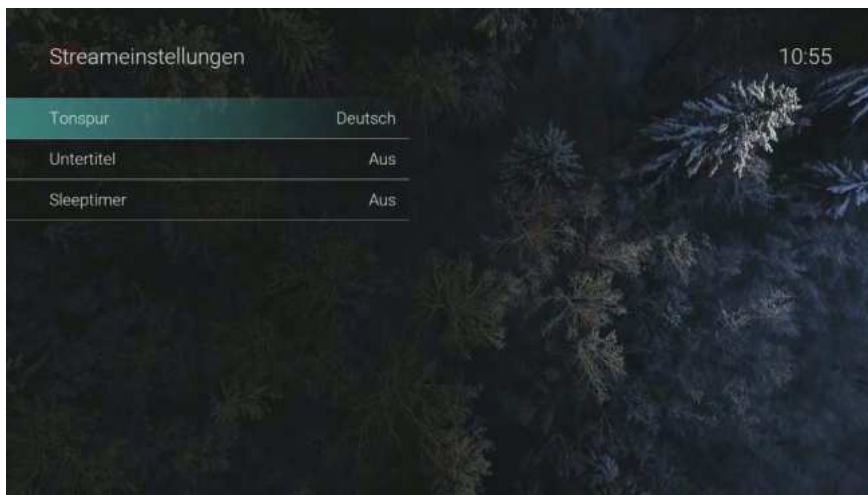 Streameinstellungen 10:55
Tonspur Deutsch
Untertitel Aus
Sleeptimer Aus